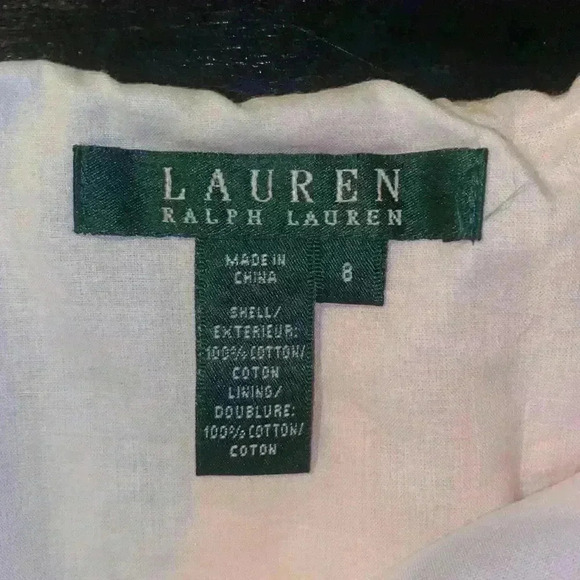 LAUREN
RALPH LAUREN
MADE IN
CHINA
8
SHELL/
EXTERIEUR:
100% COTTON/
COTON
LINING/
DOUBLURE:
100% COTTON/
COTON